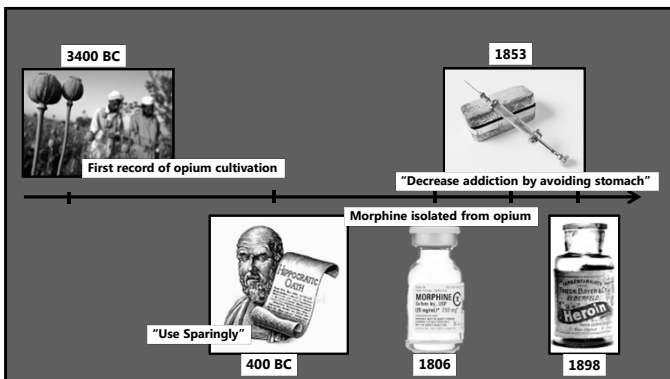 3400 BC
1853
First record of opium cultivation
“Decrease addiction by avoiding stomach”
Morphine isolated from opium
HIPPOCRATIC
OATH
MORPHINE
“Use Sparingly”
Heroin
400 BC
1806
1898